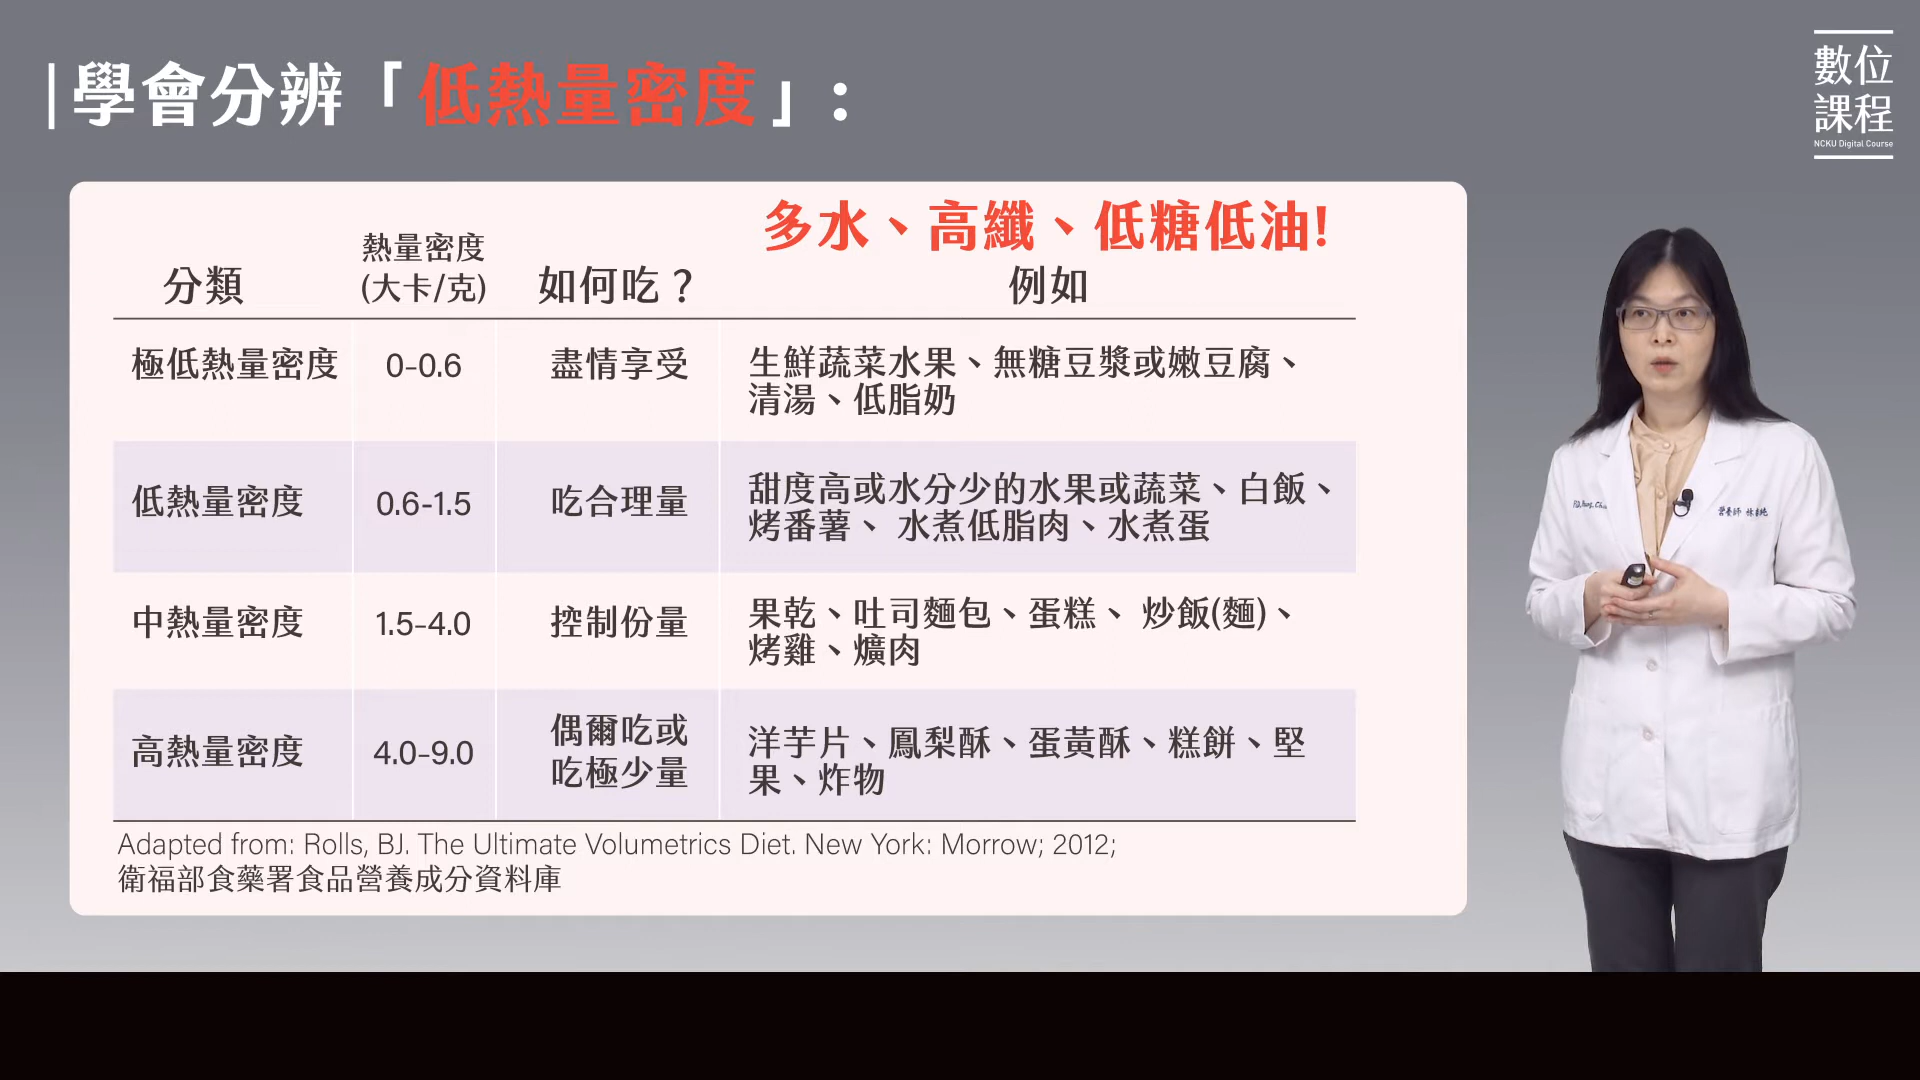 學會分辨「低熱量密度」：
數位
課程
NCKU Digital Course
多水、高纖、低糖低油!
分類
熱量密度
(大卡/克)
如何吃？
例如
極低熱量密度
0-0.6
盡情享受
生鮮蔬菜水果、無糖豆漿或嫩豆腐、
清湯、低脂奶
低熱量密度
0.6-1.5
吃合理量
甜度高或水分少的水果或蔬菜、白飯、
烤番薯、 水煮低脂肉、水煮蛋
中熱量密度
1.5-4.0
控制份量
果乾、吐司麵包、蛋糕、 炒飯(麵)、
烤雞、爌肉
高熱量密度
4.0-9.0
偶爾吃或
吃極少量
洋芋片、鳳梨酥、蛋黃酥、糕餅、堅
果、炸物
Adapted from: Rolls, BJ. The Ultimate Volumetrics Diet. New York: Morrow; 2012;
衛福部食藥署食品營養成分資料庫
營養師